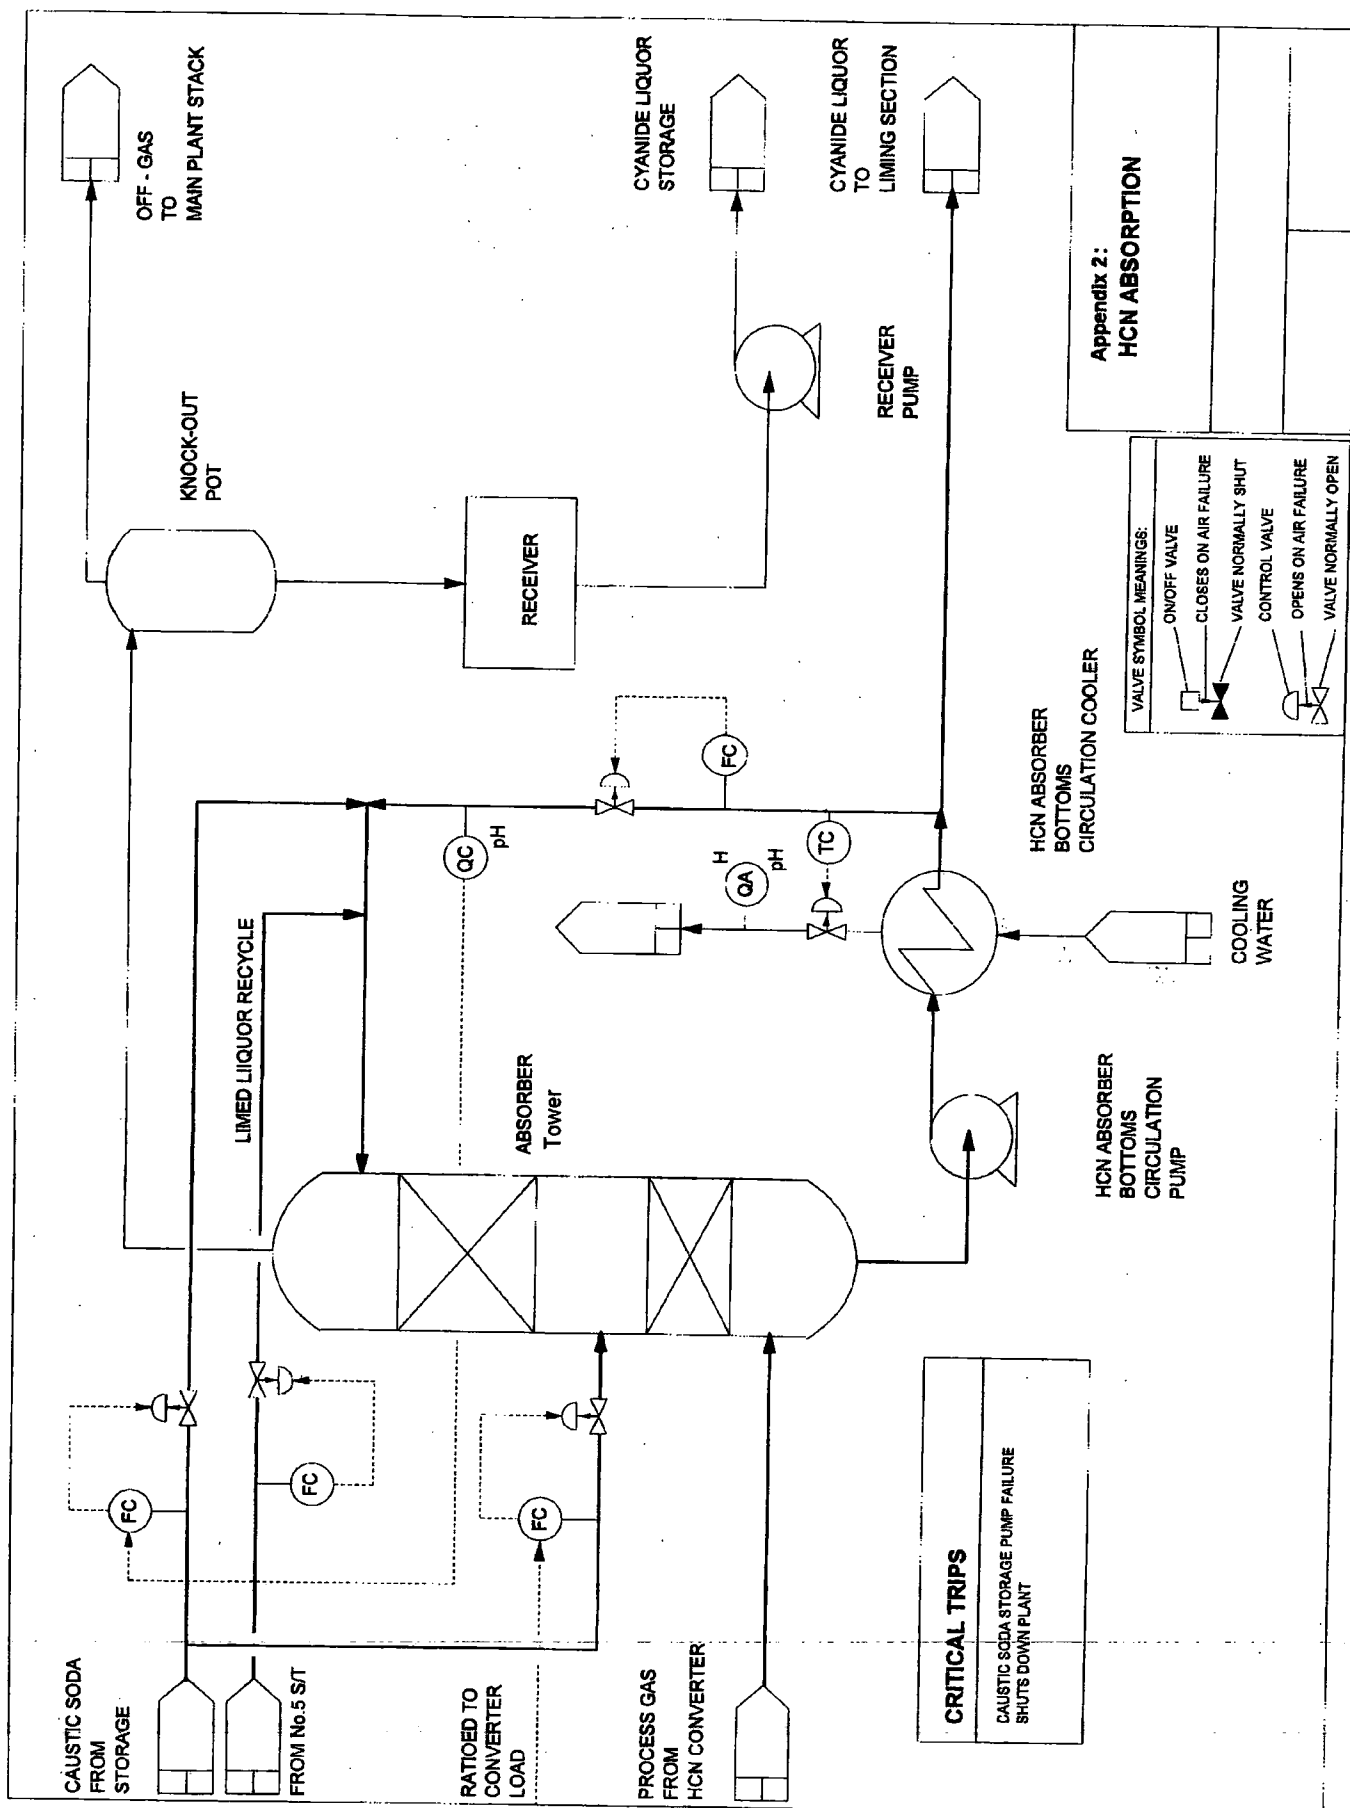 CAUSTIC SODA
FROM
STORAGE
FROM No.5 S/T
RATIOED TO
CONVERTER
LOAD
PROCESS GAS
FROM
HCN CONVERTER
FC
FC
FC
CRITICAL TRIPS
CAUSTIC SODA STORAGE PUMP FAILURE
SHUTS DOWN PLANT
LIMED LIIQUOR RECYCLE
ABSORBER
Tower
HCN ABSORBER
BOTTOMS
CIRCULATION
PUMP
QC
pH
QA
H
pH
TC
FC
COOLING
WATER
HCN ABSORBER
BOTTOMS
CIRCULATION COOLER
KNOCK-OUT
POT
RECEIVER
RECEIVER
PUMP
OFF - GAS
TO
MAIN PLANT STACK
CYANIDE LIQUOR
STORAGE
CYANIDE LIQUOR
TO
LIMING SECTION
VALVE SYMBOL MEANINGS:
ON/OFF VALVE
CLOSES ON AIR FAILURE
VALVE NORMALLY SHUT
CONTROL VALVE
OPENS ON AIR FAILURE
VALVE NORMALLY OPEN
Appendix 2:
HCN ABSORPTION